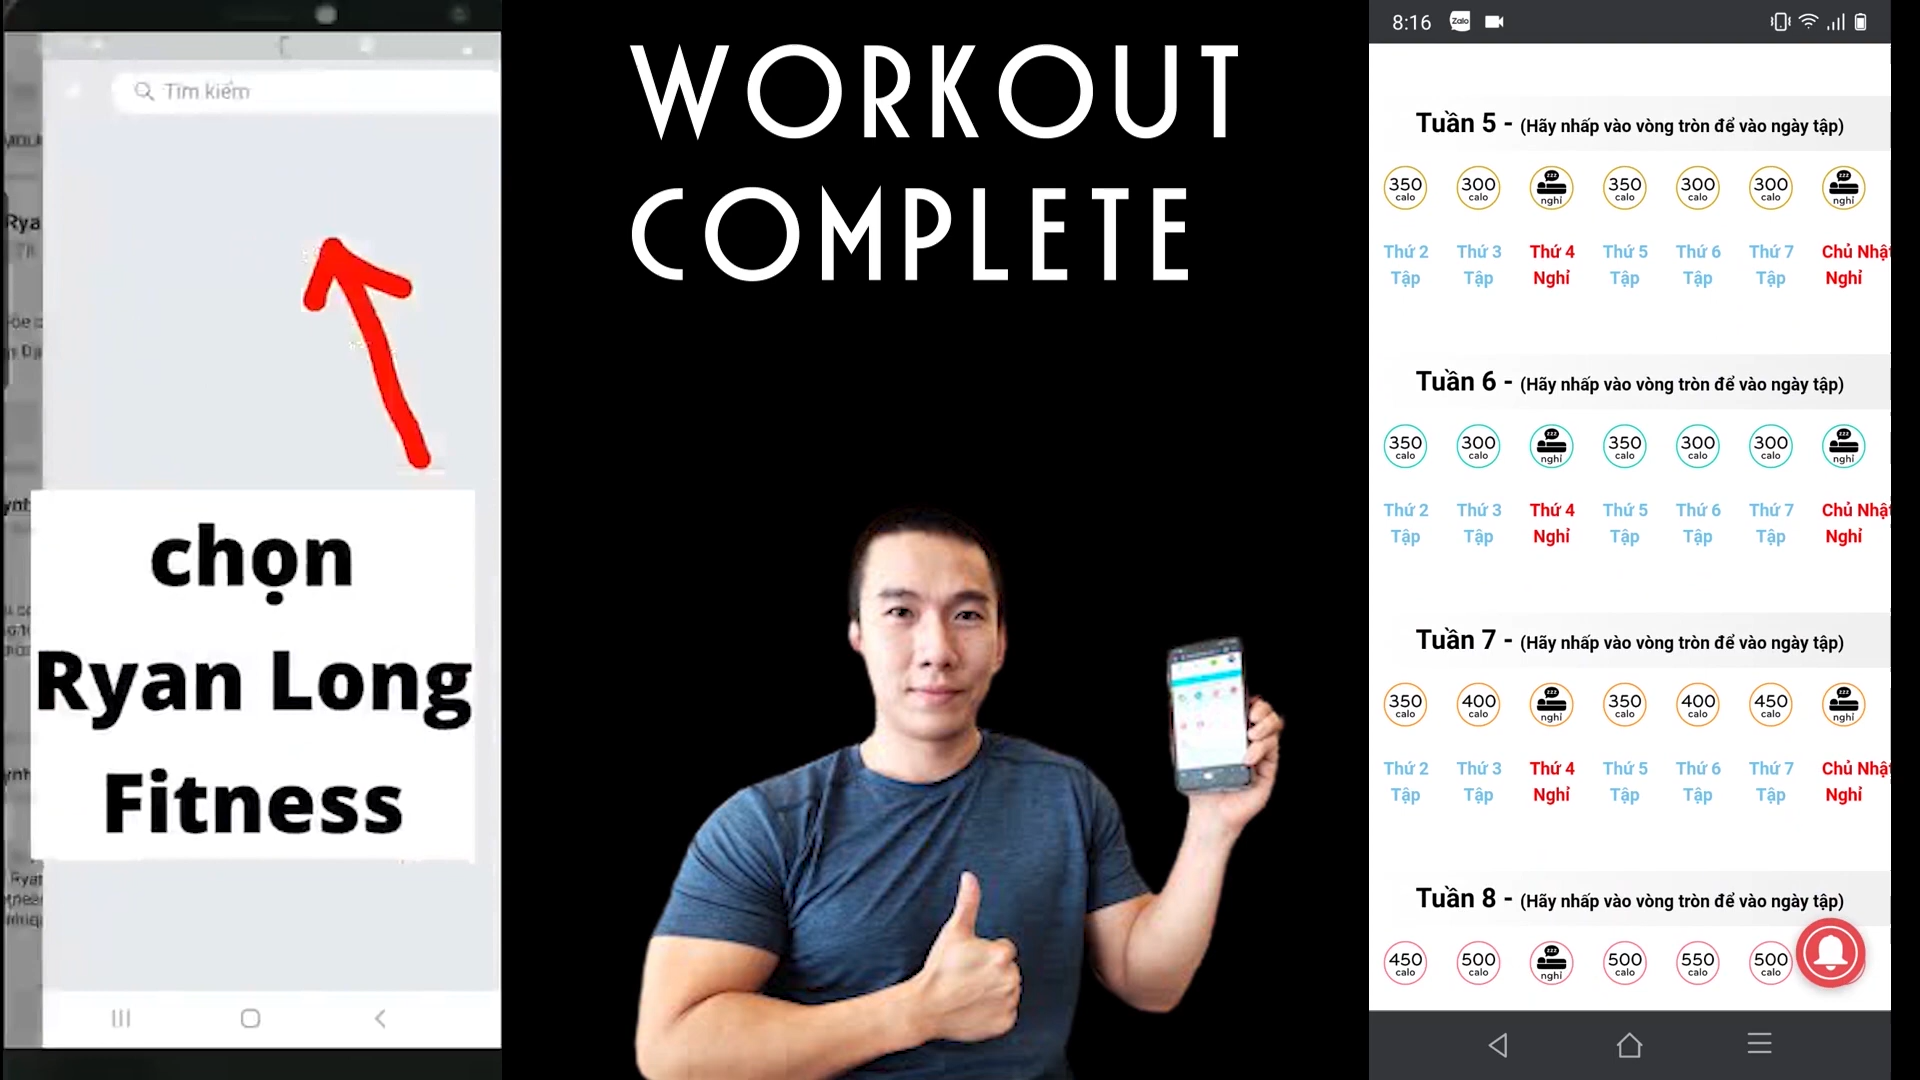 Tìm kiếm
chọn
Ryan Long
Fitness
WORKOUT
COMPLETE
8:16 Zalo
Tuần 5 - (Hãy nhấp vào vòng tròn để vào ngày tập)
350 300 350 300 300
calo calo nghỉ calo calo calo nghỉ
Thứ 2 Thứ 3 Thứ 4 Thứ 5 Thứ 6 Thứ 7 Chủ Nhật
Tập Tập Nghỉ Tập Tập Tập Nghỉ
Tuần 6 - (Hãy nhấp vào vòng tròn để vào ngày tập)
350 300 350 300 300
calo calo nghỉ calo calo calo nghỉ
Thứ 2 Thứ 3 Thứ 4 Thứ 5 Thứ 6 Thứ 7 Chủ Nhật
Tập Tập Nghỉ Tập Tập Tập Nghỉ
Tuần 7 - (Hãy nhấp vào vòng tròn để vào ngày tập)
350 400 350 400 450
calo calo nghỉ calo calo calo nghỉ
Thứ 2 Thứ 3 Thứ 4 Thứ 5 Thứ 6 Thứ 7 Chủ Nhật
Tập Tập Nghỉ Tập Tập Tập Nghỉ
Tuần 8 - (Hãy nhấp vào vòng tròn để vào ngày tập)
450 500 500 550 500
calo calo nghỉ calo calo calo